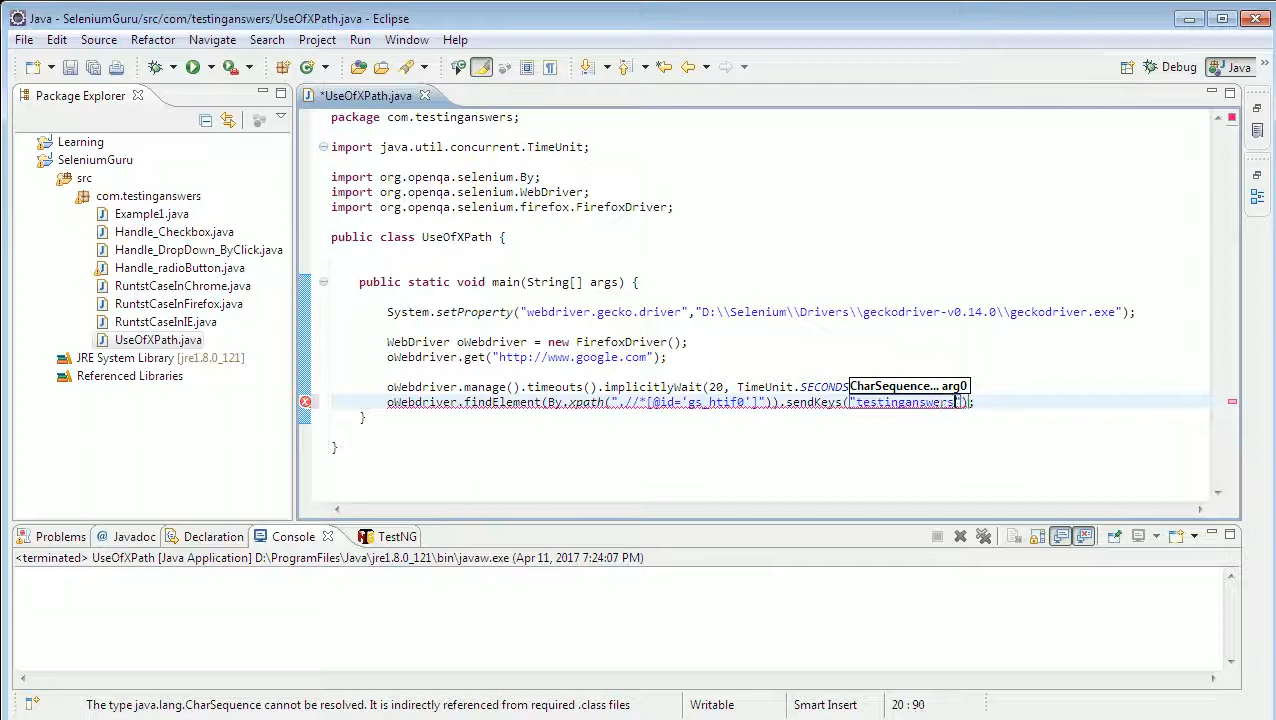 Java - SeleniumGuru/src/com/testinganswers/UseOfXPath.java - Eclipse
File Edit Source Refactor Navigate Search Project Run Window Help
Debug Java
Package Explorer
*UseOfXPath.java
Learning
SeleniumGuru
src
com.testinganswers
Example1.java
Handle_Checkbox.java
Handle_DropDown_ByClick.java
Handle_radioButton.java
RuntstCaseInChrome.java
RuntstCaseInFirefox.java
RuntstCaseInIE.java
UseOfXPath.java
JRE System Library [jre1.8.0_121]
Referenced Libraries
package com.testinganswers;
import java.util.concurrent.TimeUnit;
import org.openqa.selenium.By;
import org.openqa.selenium.WebDriver;
import org.openqa.selenium.firefox.FirefoxDriver;
public class UseOfXPath {
public static void main(String[] args) {
System.setProperty("webdriver.gecko.driver","D:\\Selenium\\Drivers\\geckodriver-v0.14.0\\geckodriver.exe");
WebDriver oWebdriver = new FirefoxDriver();
oWebdriver.get("http://www.google.com");
oWebdriver.manage().timeouts().implicitlyWait(20, TimeUnit.SECONDS
CharSequence... arg0
oWebdriver.findElement(By.xpath(".//*[@id='gs_htif0']")).sendKeys("testinganswers");
}
}
Problems Javadoc Declaration Console TestNG
<terminated> UseOfXPath [Java Application] D:\ProgramFiles\Java\jre1.8.0_121\bin\javaw.exe (Apr 11, 2017 7:24:07 PM)
The type java.lang.CharSequence cannot be resolved. It is indirectly referenced from required .class files
Writable
Smart Insert
20 : 90